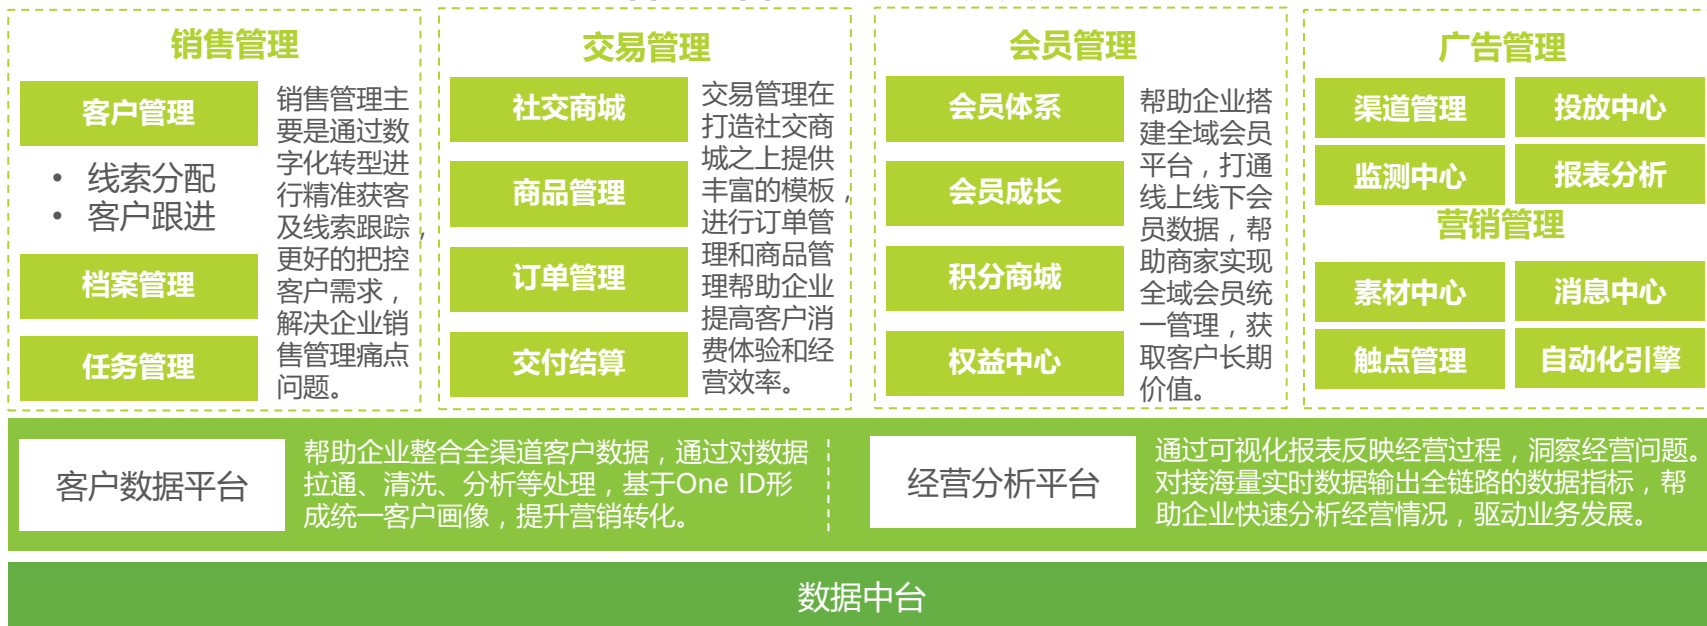 销售管理
客户管理
• 线索分配
• 客户跟进
档案管理
任务管理
销售管理主
要是通过数
字化转型进
行精准获客
及线索跟踪，
更好的把控
客户需求，
解决企业销
售管理痛点
问题。
交易管理
社交商城
商品管理
订单管理
交付结算
交易管理在
打造社交商
城之上提供
丰富的模板，
进行订单管
理和商品管
理帮助企业
提高客户消
费体验和经
营效率。
会员管理
会员体系
会员成长
积分商城
权益中心
帮助企业搭
建全域会员
平台，打通
线上线下会
员数据，帮
助商家实现
全域会员统
一管理，获
取客户长期
价值。
广告管理
渠道管理
投放中心
监测中心
报表分析
营销管理
素材中心
消息中心
触点管理
自动化引擎
客户数据平台
帮助企业整合全渠道客户数据，通过对数据
拉通、清洗、分析等处理，基于One ID形
成统一客户画像，提升营销转化。
经营分析平台
通过可视化报表反映经营过程，洞察经营问题。
对接海量实时数据输出全链路的数据指标，帮
助企业快速分析经营情况，驱动业务发展。
数据中台